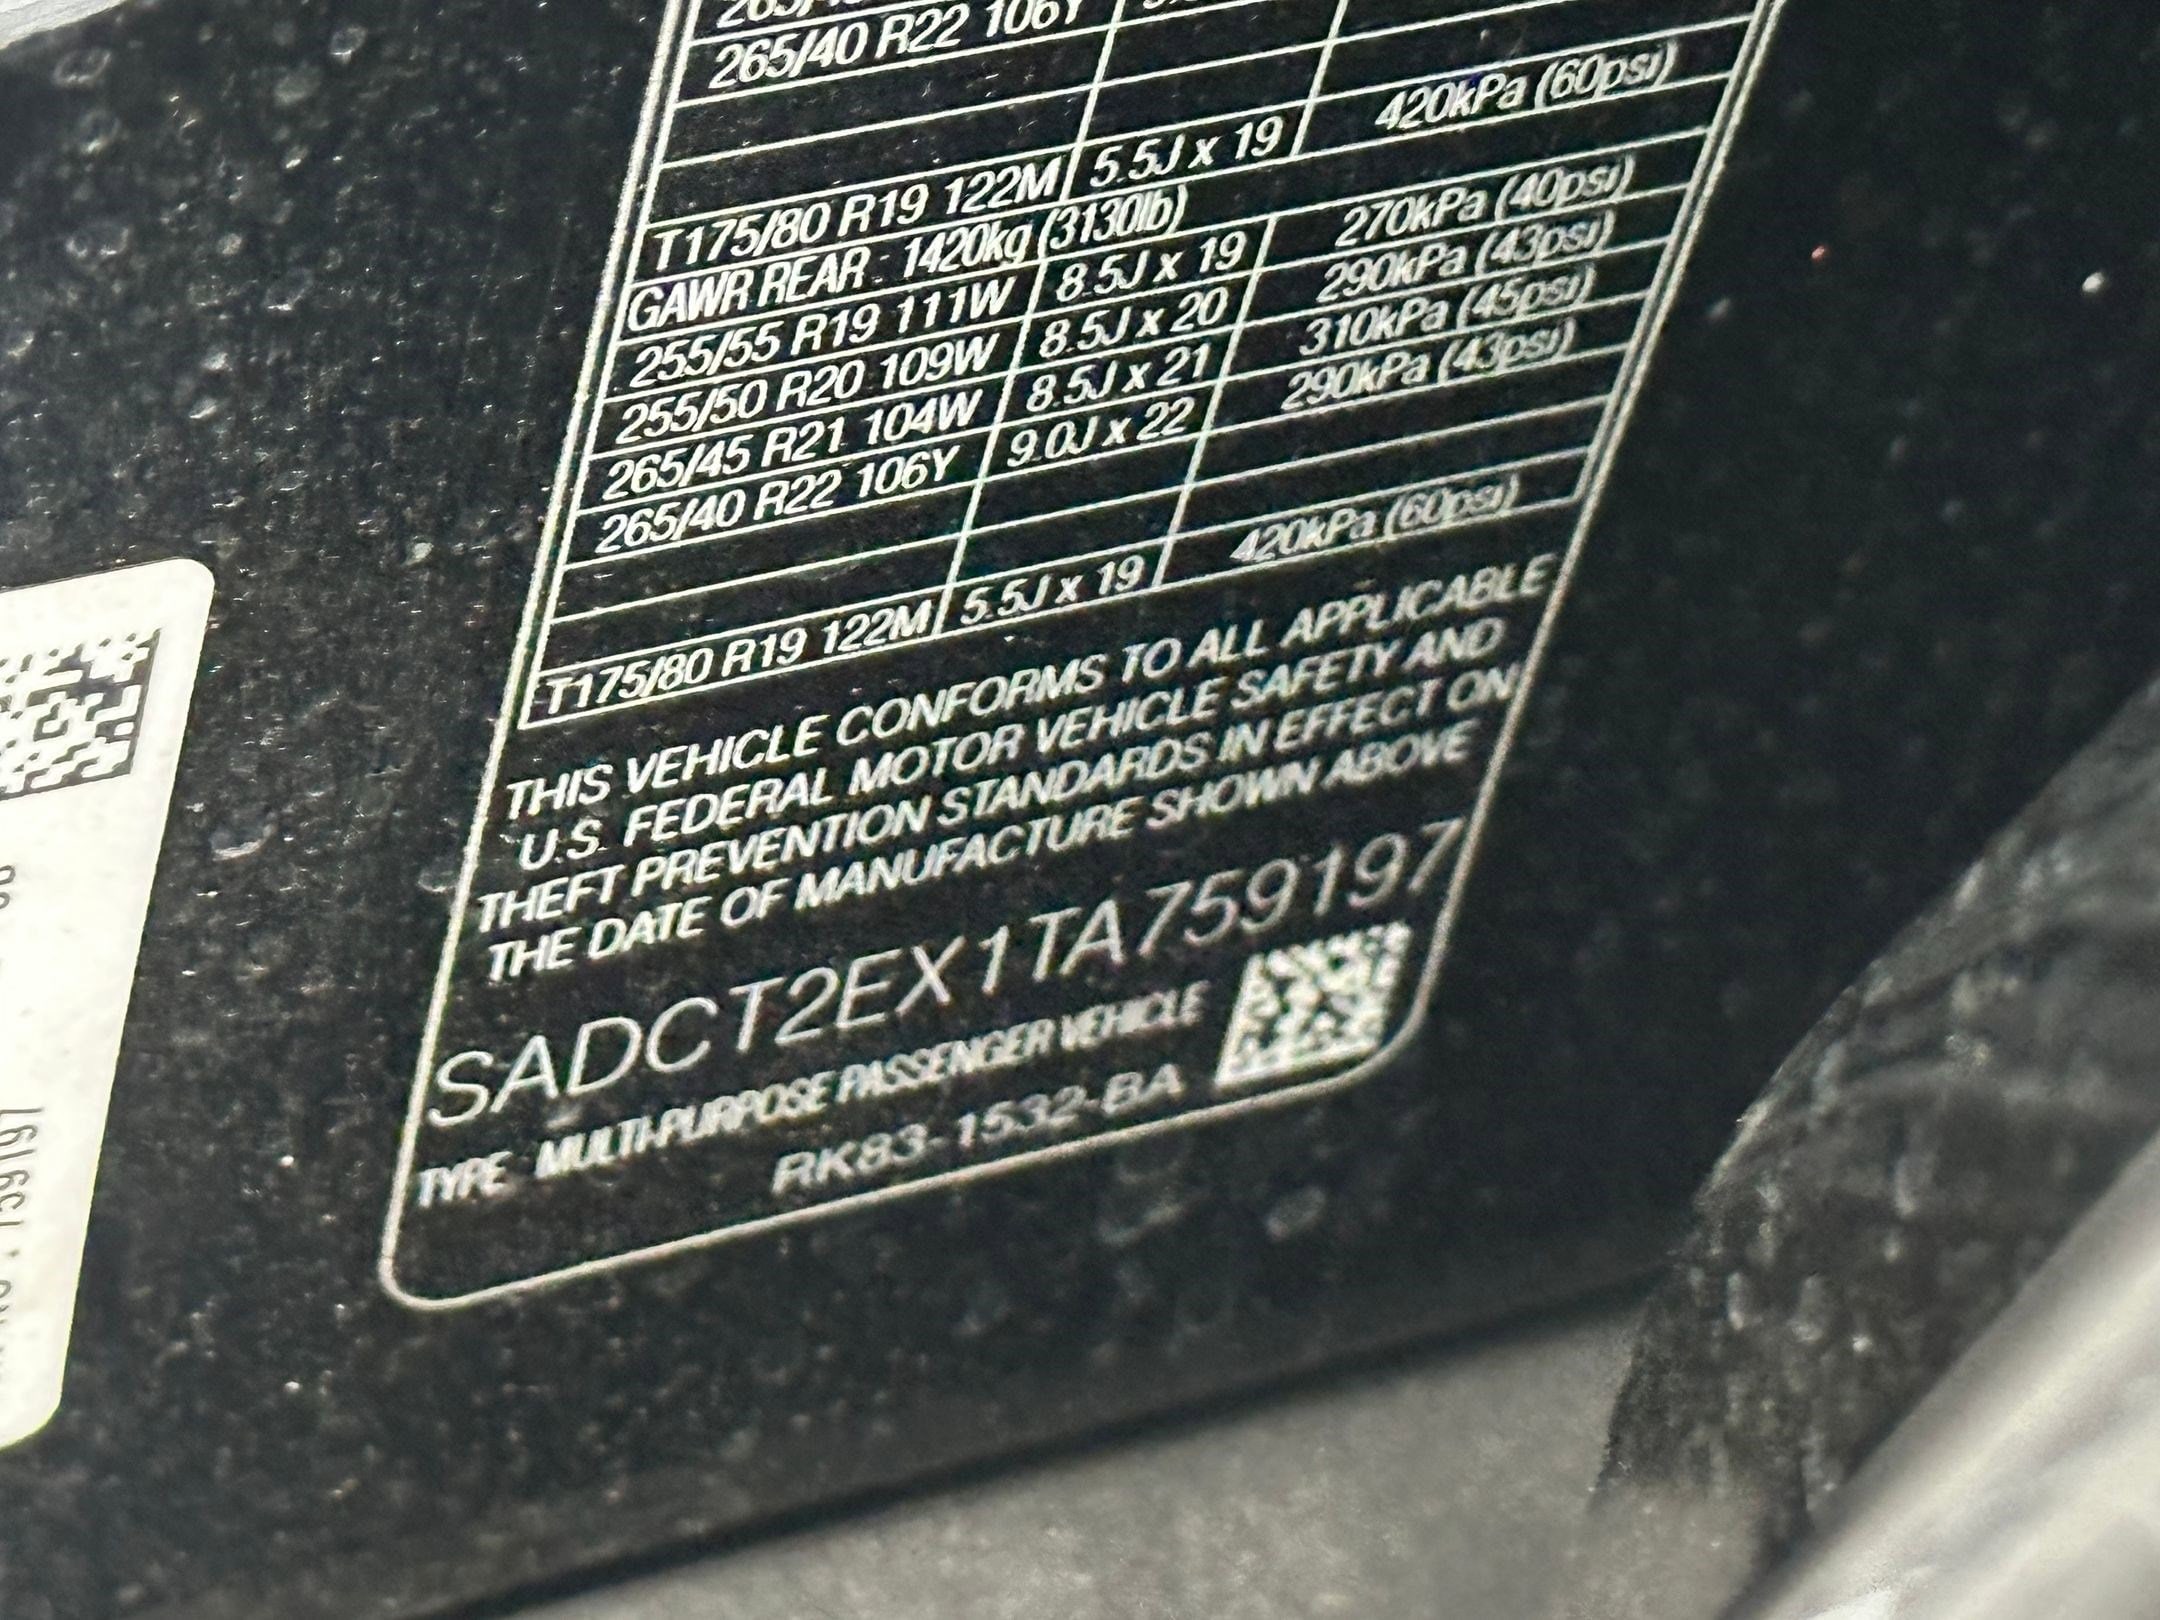 265/40 R22 106Y
T175/80 R19 122M 5.5J x 19 420kPa (60psi)
GAWR REAR : 1420kg (3130lb)
255/55 R19 111W 8.5J x 19 270kPa (40psi)
255/50 R20 109W 8.5J x 20 290kPa (43psi)
265/45 R21 104W 8.5J x 21 310kPa (45psi)
265/40 R22 106Y 9.0J x 22 290kPa (43psi)
T175/80 R19 122M 5.5J x 19 420kPa (60psi)
THIS VEHICLE CONFORMS TO ALL APPLICABLE
U.S. FEDERAL MOTOR VEHICLE SAFETY AND
THEFT PREVENTION STANDARDS IN EFFECT ON
THE DATE OF MANUFACTURE SHOWN ABOVE
SADCT2EX1TA759197
TYPE : MULTI-PURPOSE PASSENGER VEHICLE
RK83-1532-BA
759197